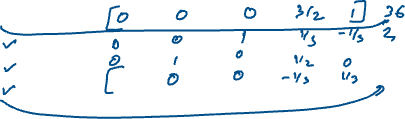 [0 0 0 3/2 1] 36
✓ 0 0 1 1/3 -1/3 2
✓ 0 1 0 1/2 0
✓ [ 0 0 -1/3 1/3